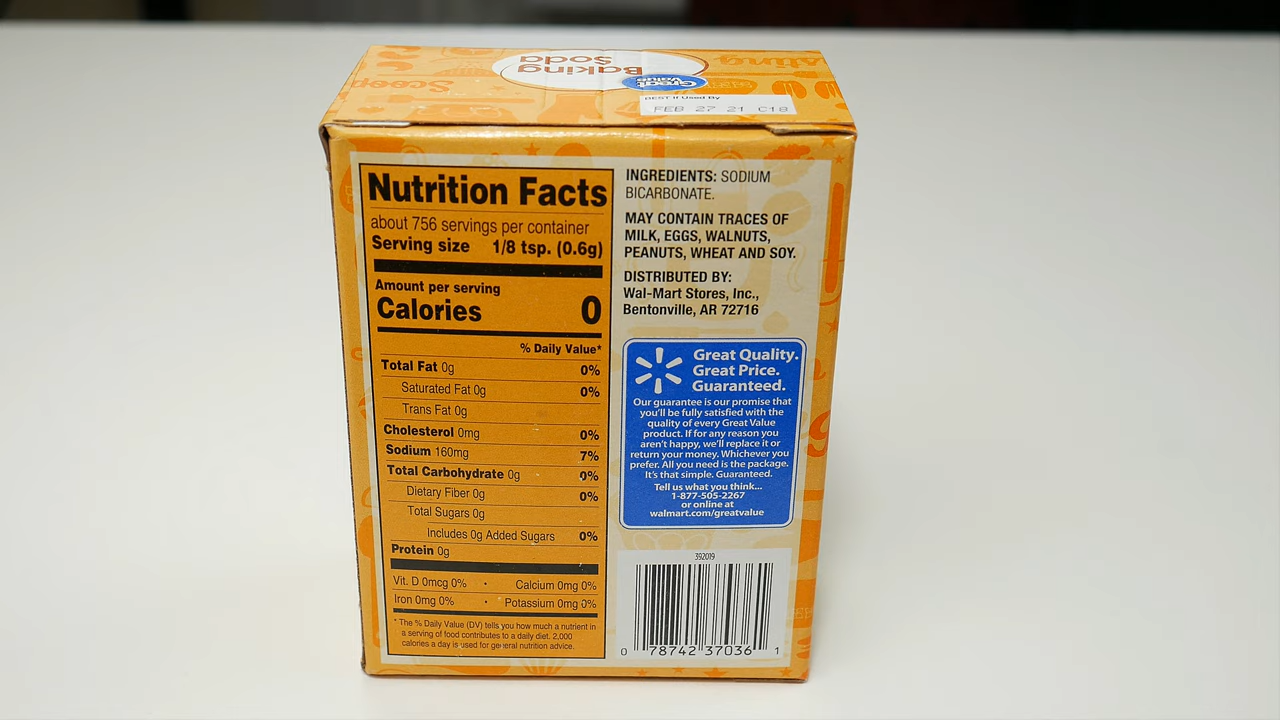 Baking
Soda
Great
Value
Scoop
BEST If Used By
FEB 27 21 C18
Nutrition Facts
about 756 servings per container
Serving size 1/8 tsp. (0.6g)
Amount per serving
Calories 0
% Daily Value*
Total Fat 0g 0%
Saturated Fat 0g 0%
Trans Fat 0g
Cholesterol 0mg 0%
Sodium 160mg 7%
Total Carbohydrate 0g 0%
Dietary Fiber 0g 0%
Total Sugars 0g
Includes 0g Added Sugars 0%
Protein 0g
Vit. D 0mcg 0% • Calcium 0mg 0%
Iron 0mg 0% • Potassium 0mg 0%
* The % Daily Value (DV) tells you how much a nutrient in
a serving of food contributes to a daily diet. 2,000
calories a day is used for general nutrition advice.
INGREDIENTS: SODIUM
BICARBONATE.
MAY CONTAIN TRACES OF
MILK, EGGS, WALNUTS,
PEANUTS, WHEAT AND SOY.
DISTRIBUTED BY:
Wal-Mart Stores, Inc.,
Bentonville, AR 72716
Great Quality.
Great Price.
Guaranteed.
Our guarantee is our promise that
you'll be fully satisfied with the
quality of every Great Value
product. If for any reason you
aren't happy, we'll replace it or
return your money. Whichever you
prefer. All you need is the package.
It's that simple. Guaranteed.
Tell us what you think...
1-877-505-2267
or online at
walmart.com/greatvalue
392019
0 78742 37036 1